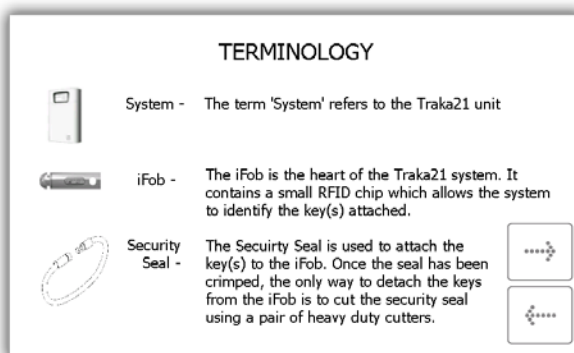 TERMINOLOGY
System - The term 'System' refers to the Traka21 unit
iFob - The iFob is the heart of the Traka21 system. It
contains a small RFID chip which allows the system
to identify the key(s) attached.
Security Seal - The Secuirty Seal is used to attach the
key(s) to the iFob. Once the seal has been
crimped, the only way to detach the keys
from the iFob is to cut the security seal
using a pair of heavy duty cutters.